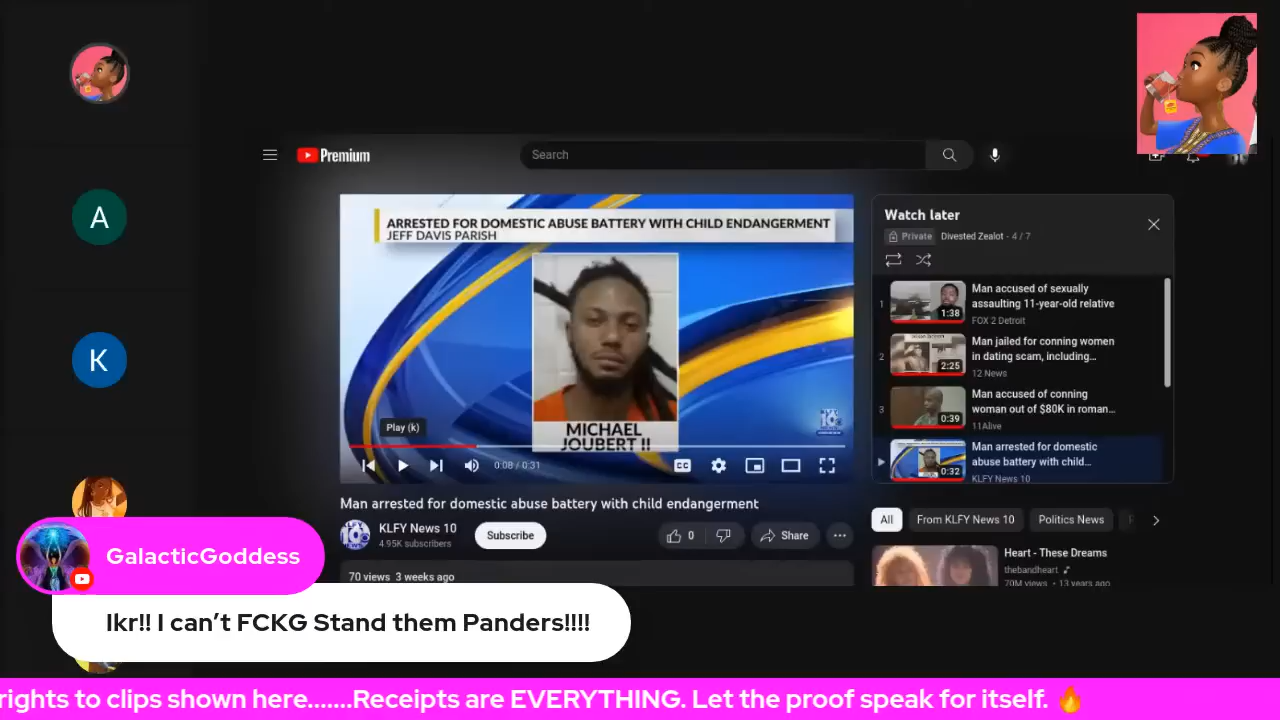 Premium
Search
ARRESTED FOR DOMESTIC ABUSE BATTERY WITH CHILD ENDANGERMENT
JEFF DAVIS PARISH
MICHAEL
JOUBERT II
Play (k)
0:08 / 0:31
CC
Man arrested for domestic abuse battery with child endangerment
KLFY News 10
4.95K subscribers
Subscribe
0
Share
70 views 3 weeks ago
Watch later
Private
Divested Zealot - 4 / 7
1
1:38
Man accused of sexually
assaulting 11-year-old relative
FOX 2 Detroit
2
2:25
Man jailed for conning women
in dating scam, including...
12 News
3
0:39
Man accused of conning
woman out of $80K in roman...
11Alive
0:32
Man arrested for domestic
abuse battery with child...
KLFY News 10
All
From KLFY News 10
Politics News
Heart - These Dreams
thebandheart
70M views • 13 years ago
A
K
GalacticGoddess
Ikr!! I can’t FCKG Stand them Panders!!!!
rights to clips shown here.......Receipts are EVERYTHING. Let the proof speak for itself. 🔥